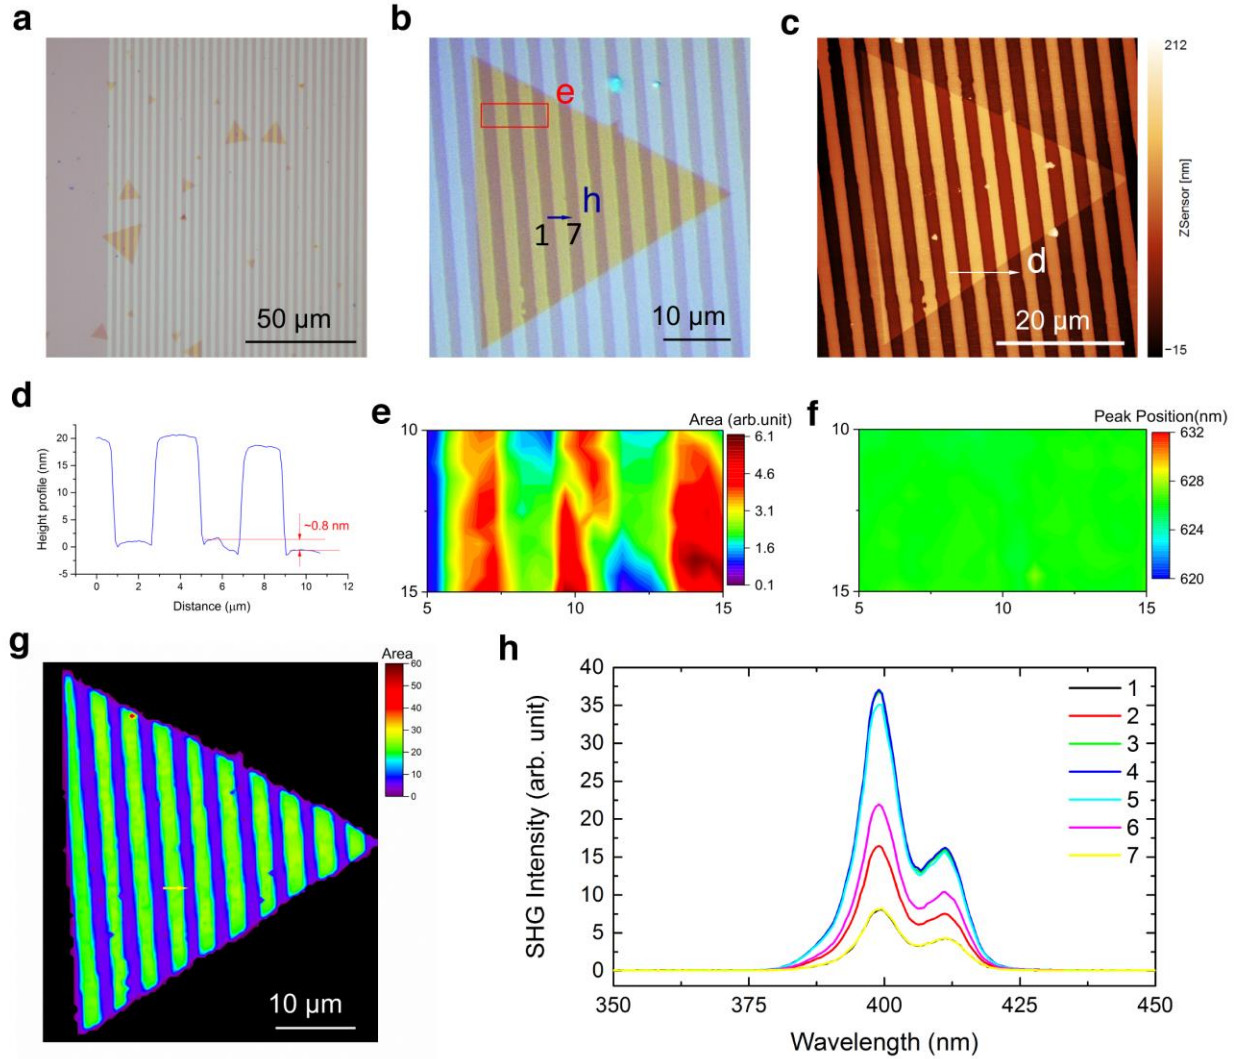 a
50 μm
b
e
h
1 7
10 μm
c
d
20 μm
212
ZSensor [nm]
−15
d
Height profile (nm)
20
15
10
5
0
-5
~0.8 nm
0 2 4 6 8 10 12
Distance (μm)
e
Area (arb.unit)
10
15
5 10 15
6.1
4.6
3.1
1.6
0.1
f
Peak Position(nm)
10
15
5 10 15
632
628
624
620
g
Area
60
50
40
30
20
10
0
10 μm
h
SHG Intensity (arb. unit)
40
35
30
25
20
15
10
5
0
1
2
3
4
5
6
7
350 375 400 425 450
Wavelength (nm)